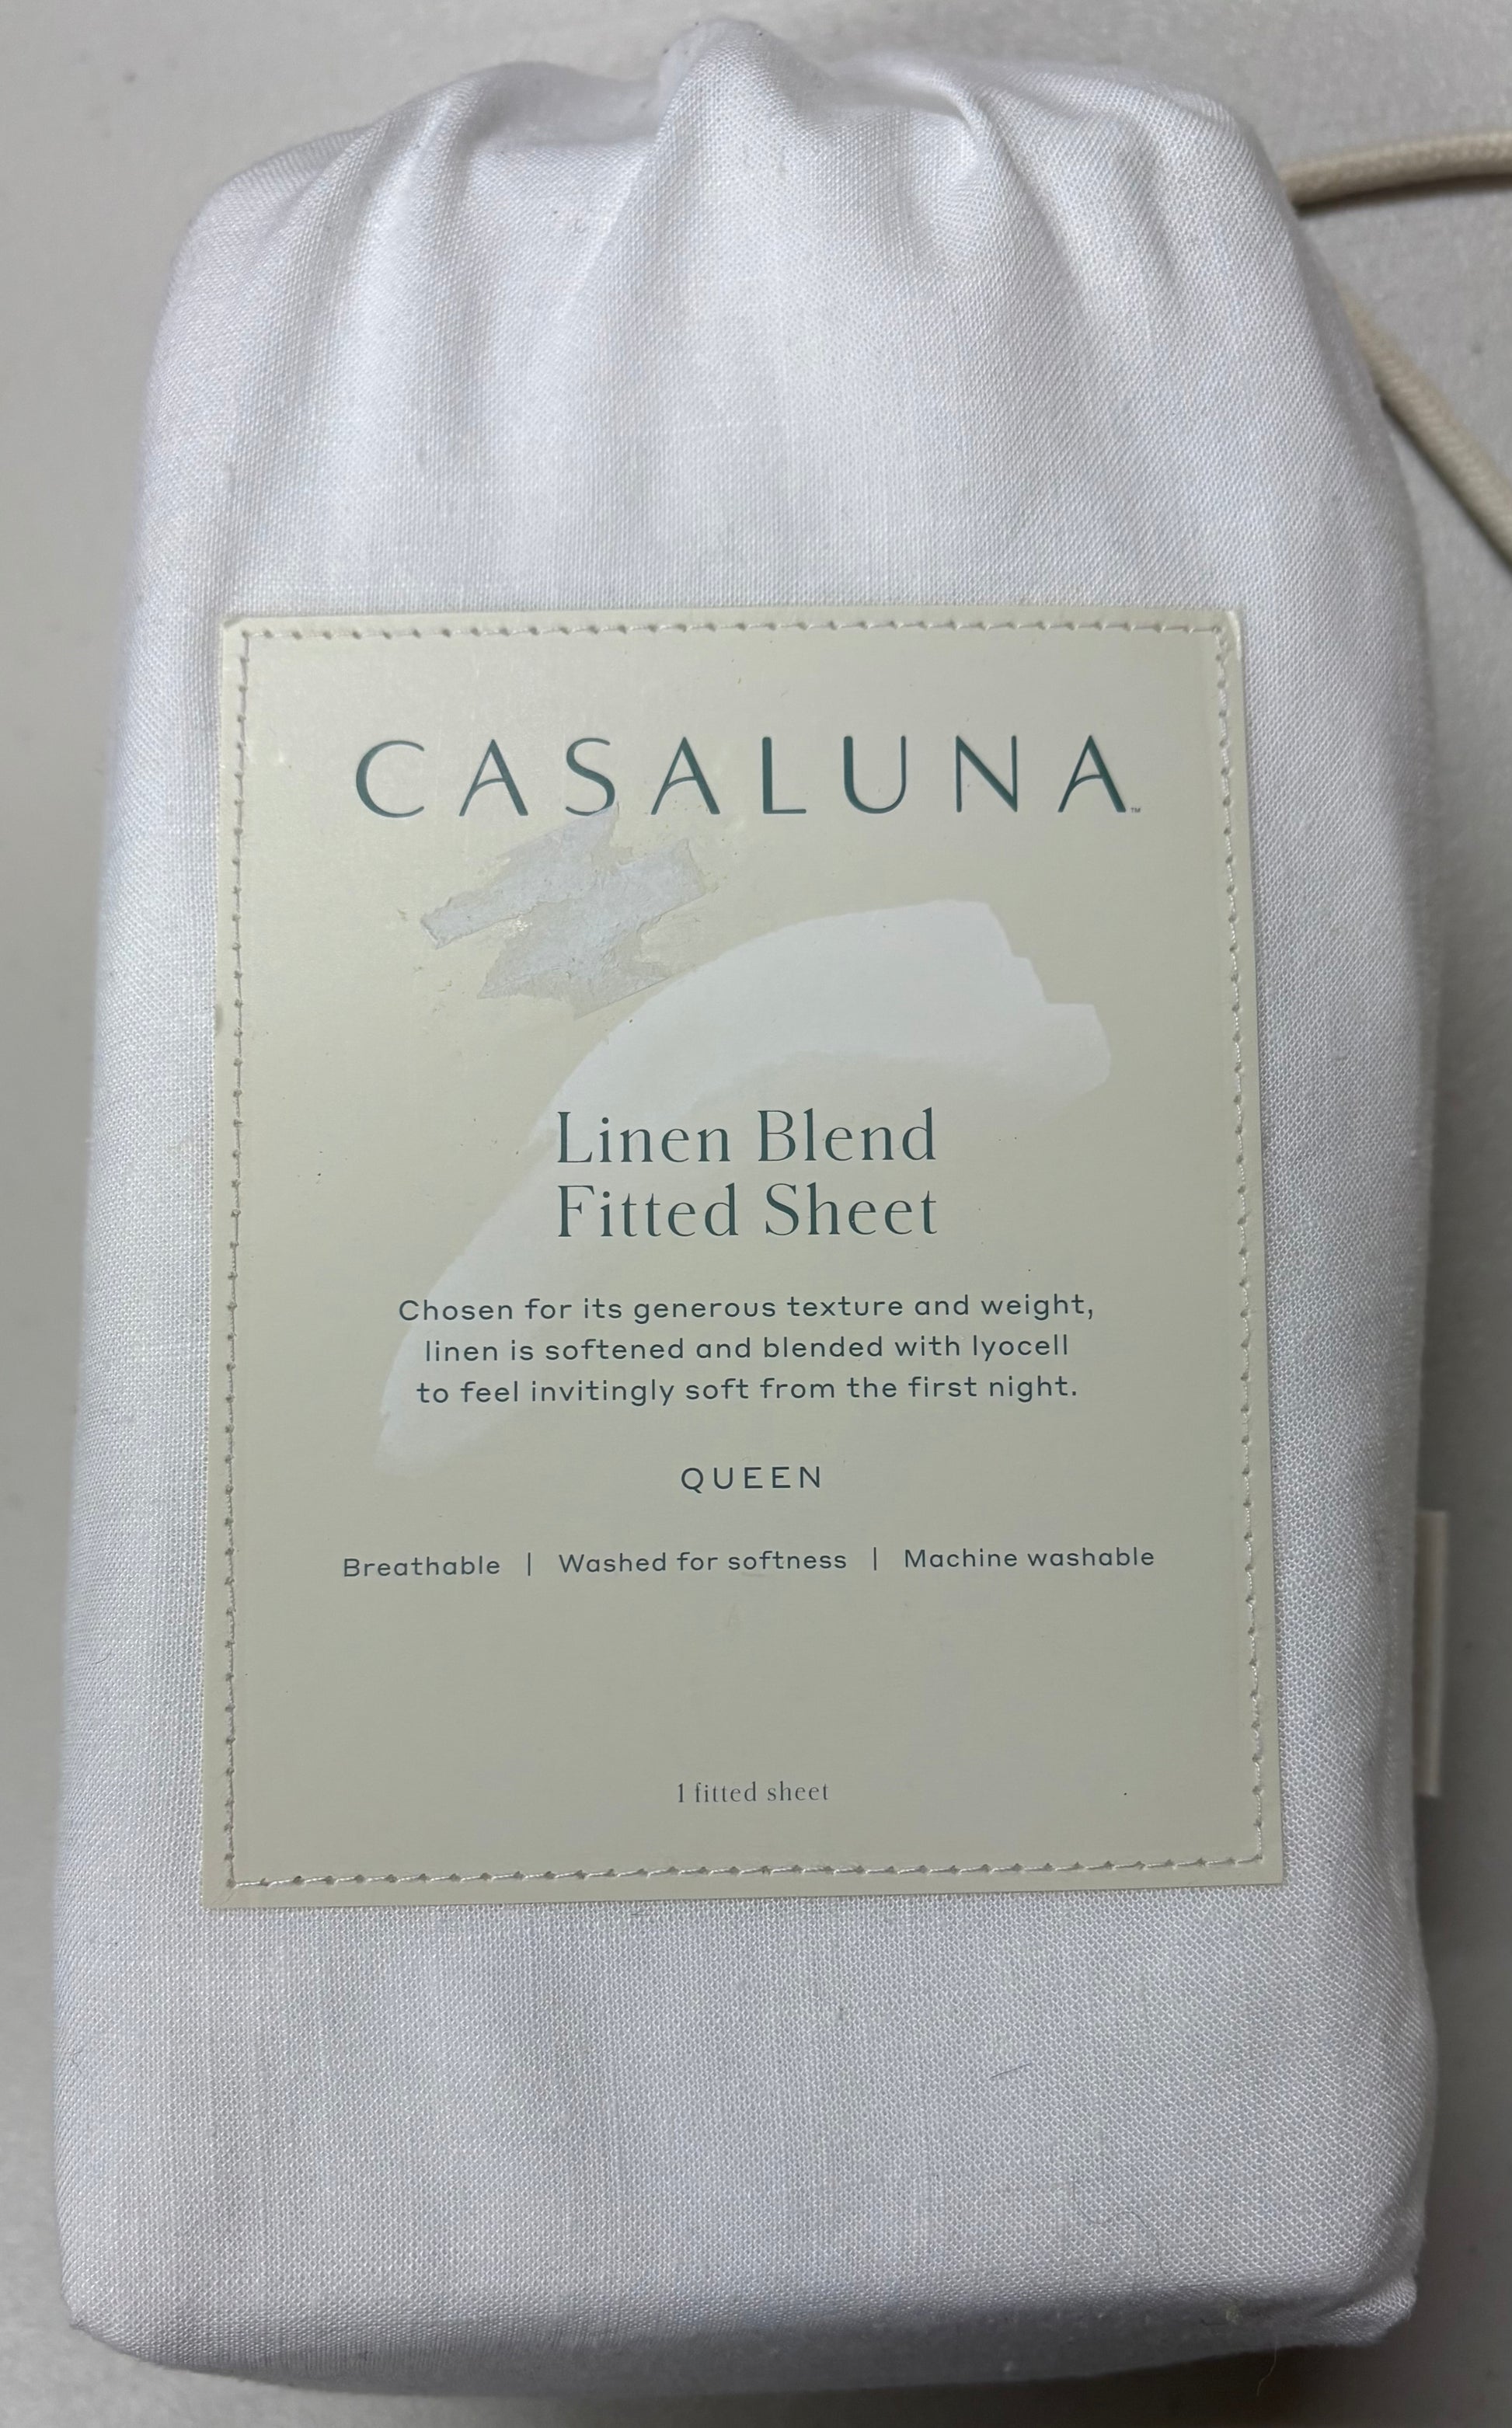 CASALUNA™
Linen Blend
Fitted Sheet
Chosen for its generous texture and weight,
linen is softened and blended with lyocell
to feel invitingly soft from the first night.
QUEEN
Breathable | Washed for softness | Machine washable
1 fitted sheet